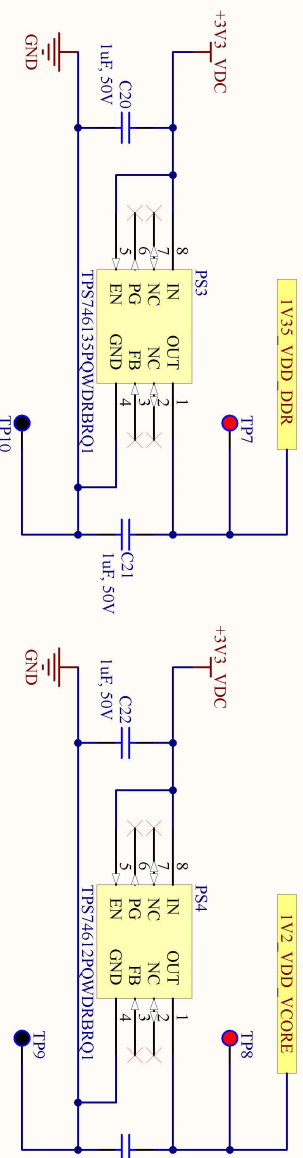 1V35_VDD_DDR
+3V3_VDC
PS3
TP7
8
IN
OUT
1
7
NC
NC
2
6
PG
FB
3
5
EN
GND
4
C20
1uF, 50V
C21
1uF, 50V
TPS746135PQWDRBRQ1
GND
TP10
1V2_VDD_VCORE
+3V3_VDC
PS4
TP8
8
IN
OUT
1
7
NC
NC
2
6
PG
FB
3
5
EN
GND
4
C22
1uF, 50V
TPS74612PQWDRBRQ1
GND
TP9